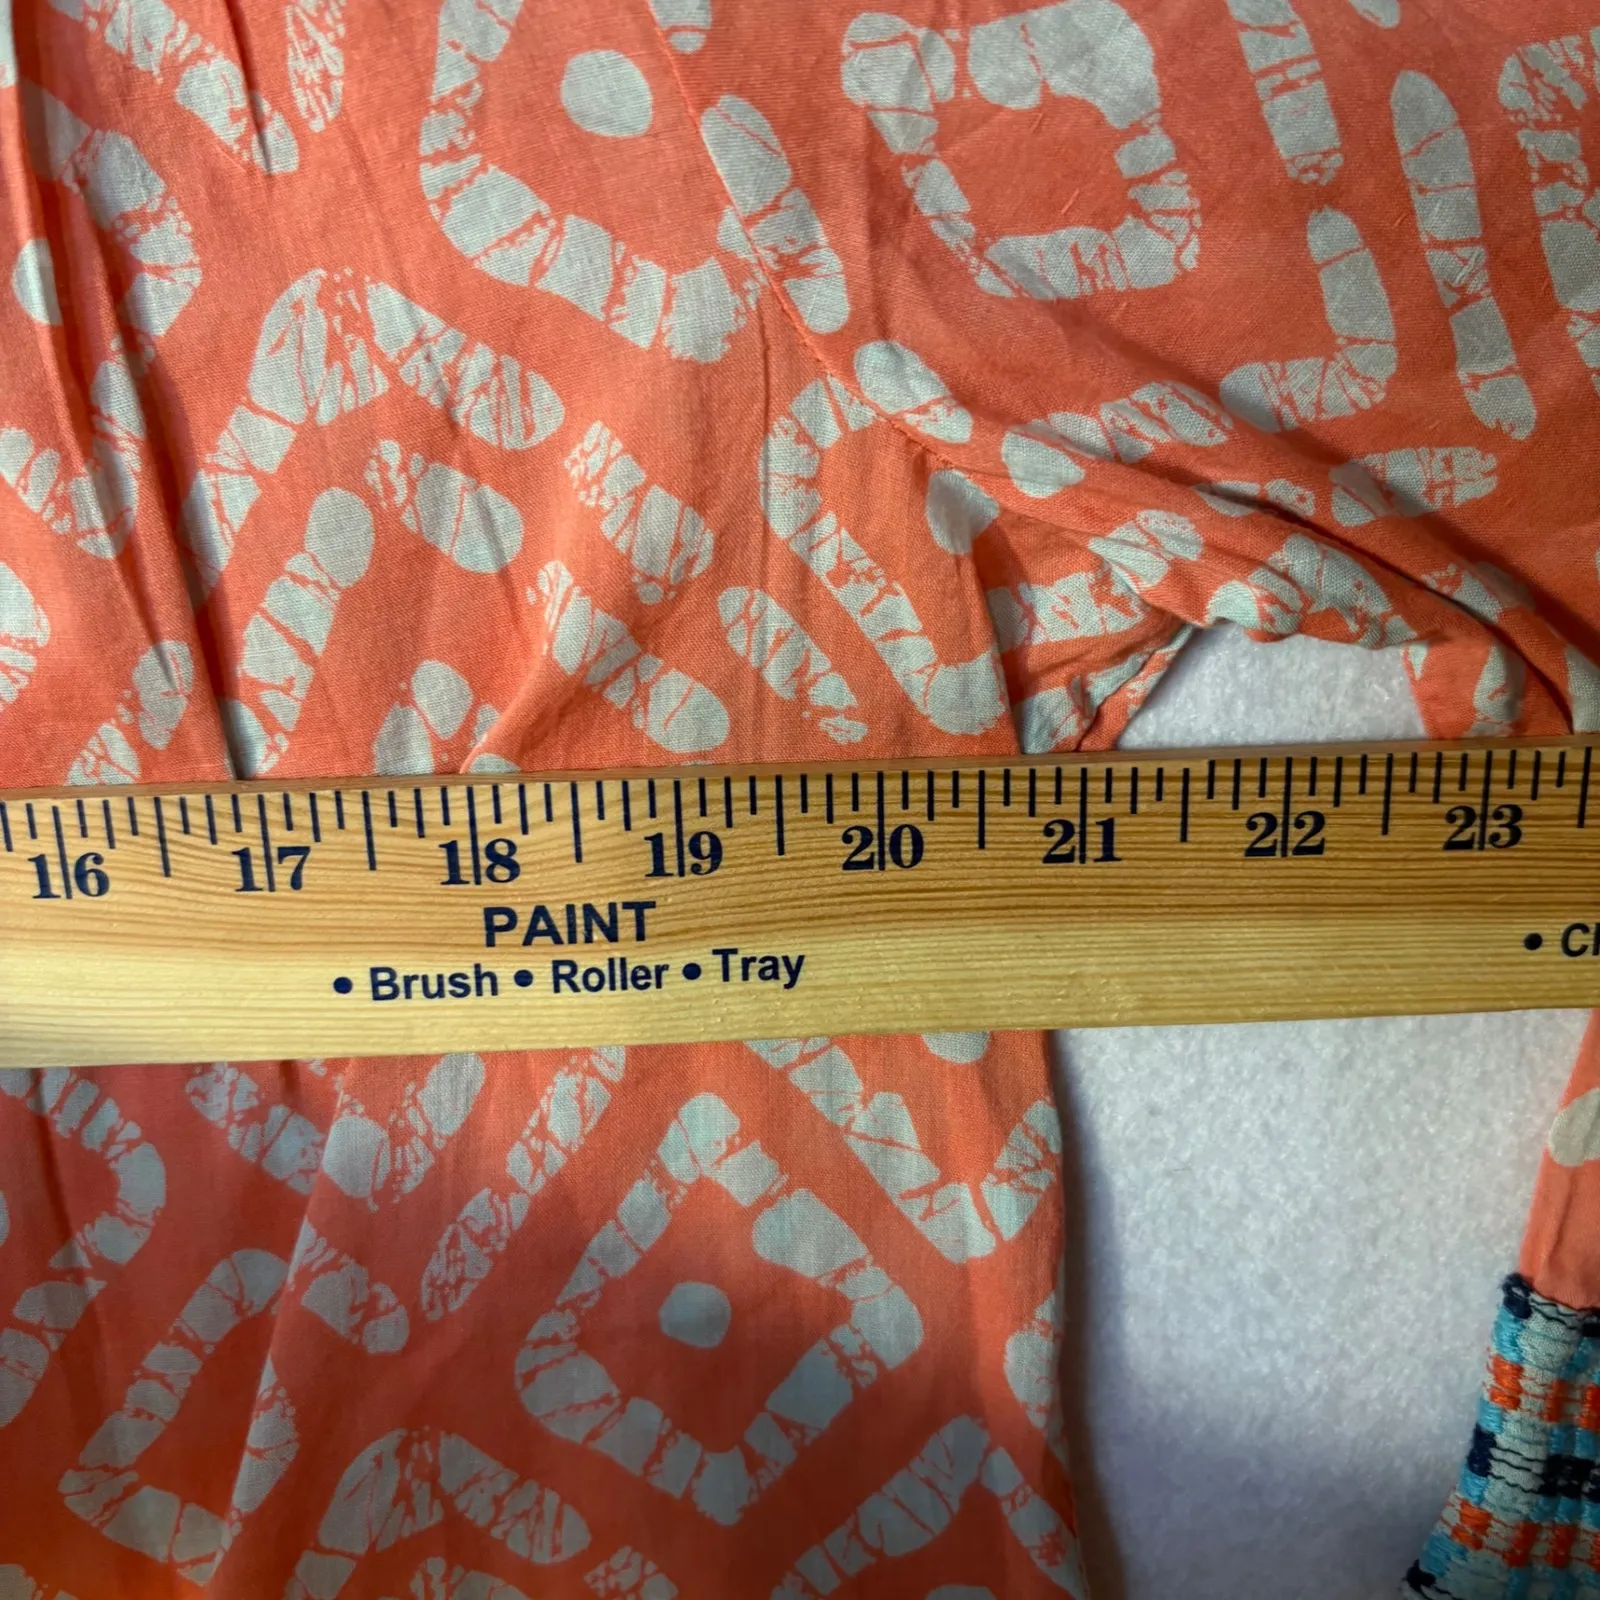 16 17 18 19 20 21 22 23
PAINT
• Brush • Roller • Tray